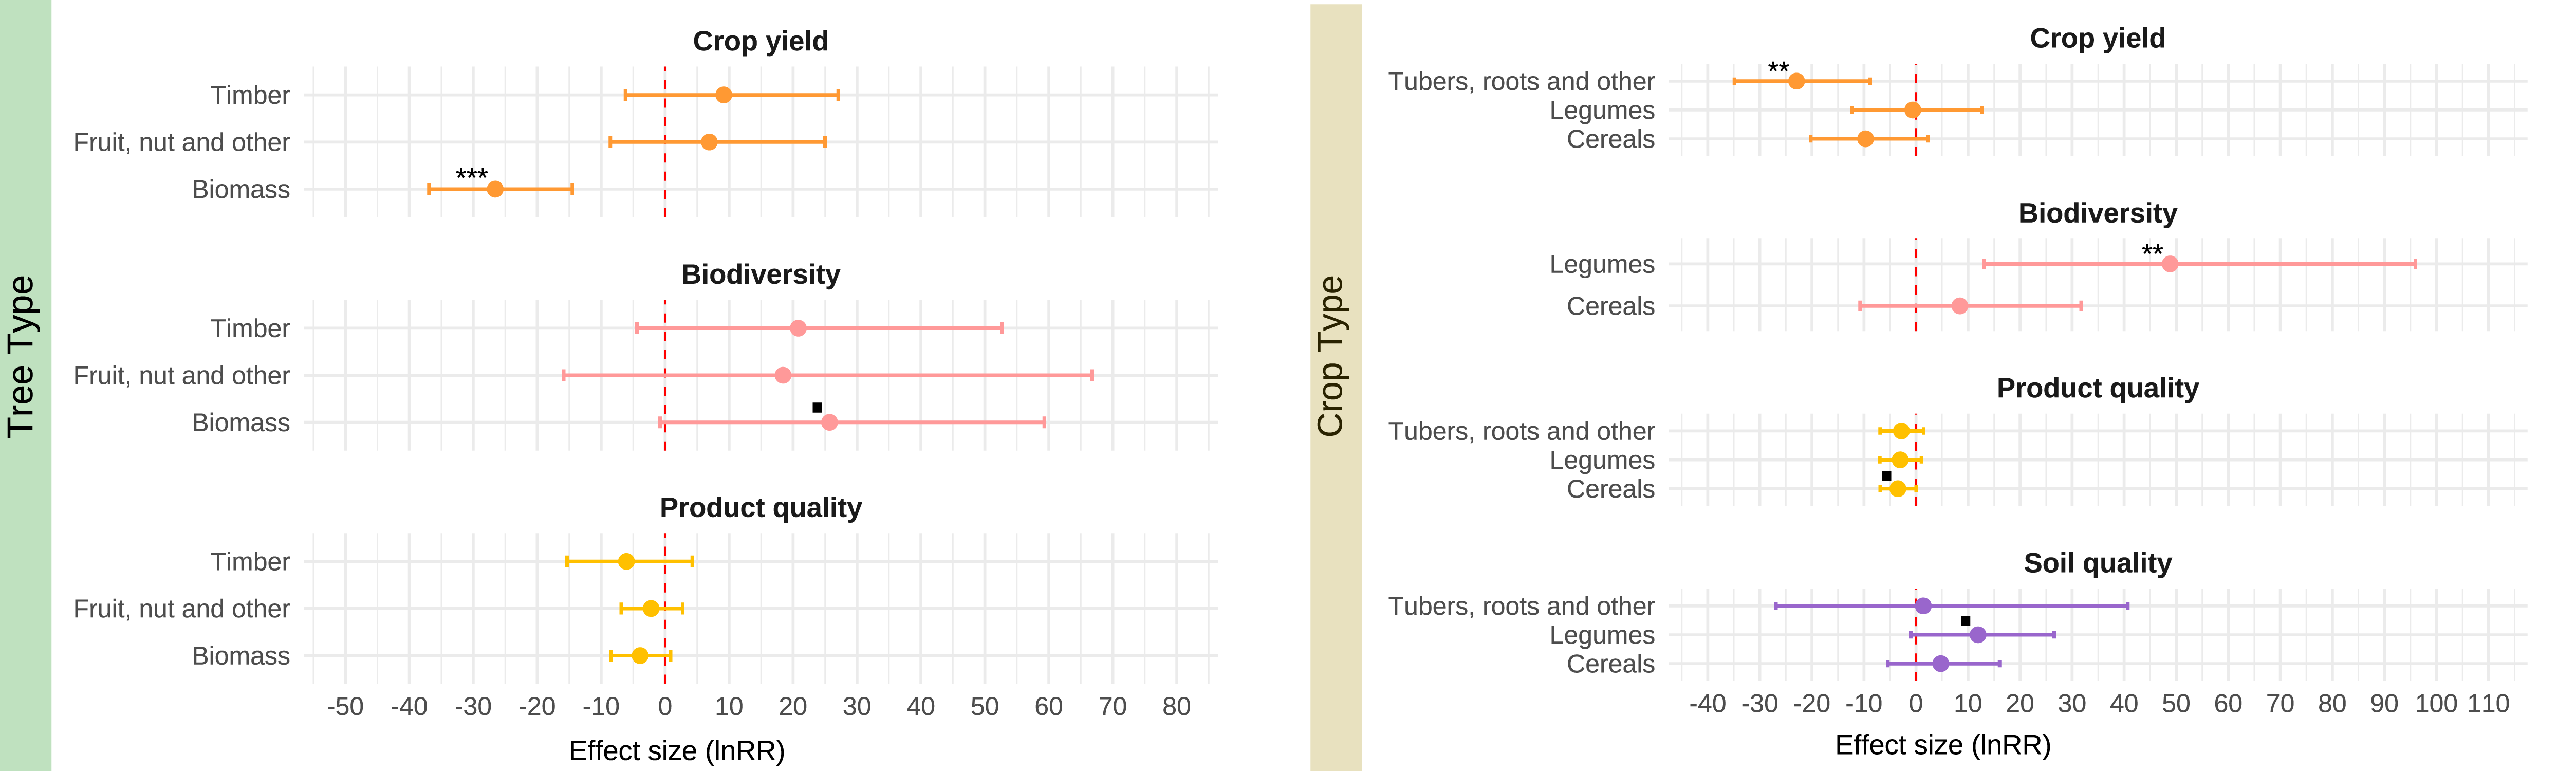 Tree Type
Crop yield
Timber
Fruit, nut and other
Biomass
***
Biodiversity
Timber
Fruit, nut and other
Biomass
Product quality
Timber
Fruit, nut and other
Biomass
-50 -40 -30 -20 -10 0 10 20 30 40 50 60 70 80
Effect size (lnRR)
Crop Type
Crop yield
**
Tubers, roots and other
Legumes
Cereals
Biodiversity
**
Legumes
Cereals
Product quality
Tubers, roots and other
Legumes
Cereals
Soil quality
Tubers, roots and other
Legumes
Cereals
-40 -30 -20 -10 0 10 20 30 40 50 60 70 80 90 100 110
Effect size (lnRR)